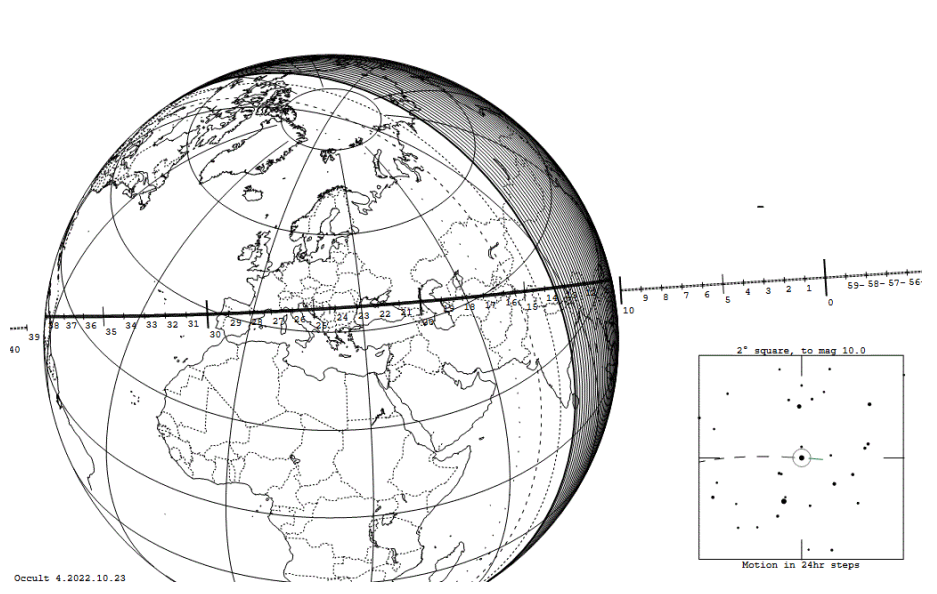 59- 58- 57- 56-
10 9 8 7 6 5 4 3 2 1 0
38 37 36 35 34 33 32 31 30 29 28 27 26 25 24 23 22 21 20 19 18 17 16 15 14
39
40
2° square, to mag 10.0
Motion in 24hr steps
Occult 4.2022.10.23